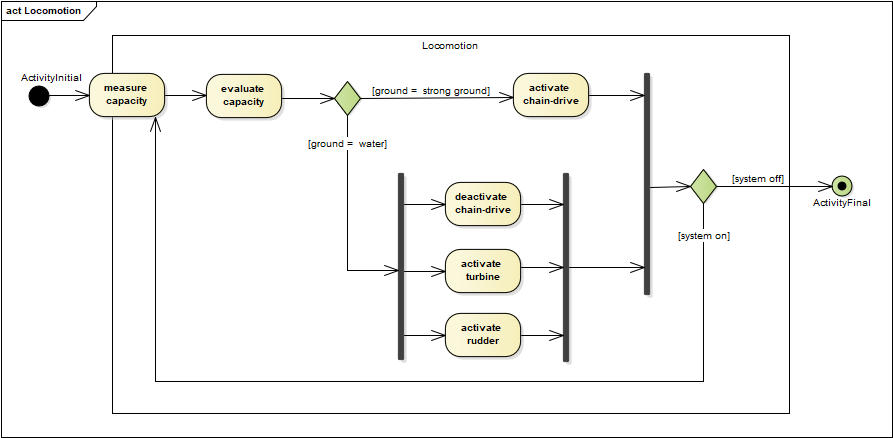 act Locomotion
Locomotion
ActivityInitial
measure
capacity
evaluate
capacity
[ground = strong ground]
activate
chain-drive
[ground = water]
deactivate
chain-drive
[system off]
ActivityFinal
[system on]
activate
turbine
activate
rudder